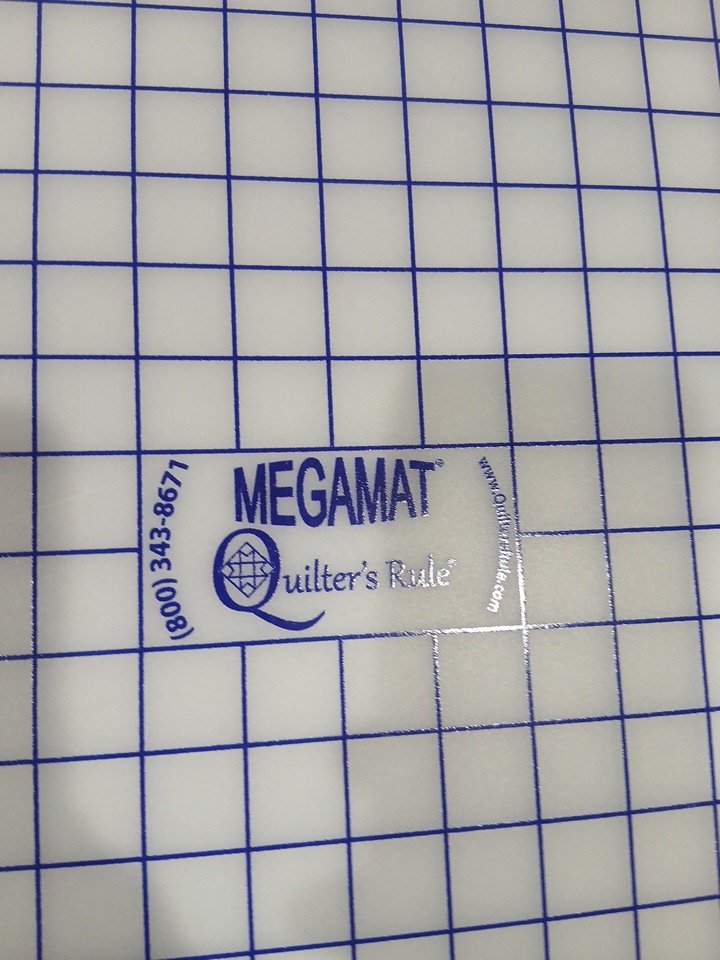 (800) 343-8671
MEGAMAT®
Quilter's Rule®
www.QuiltersRule.com